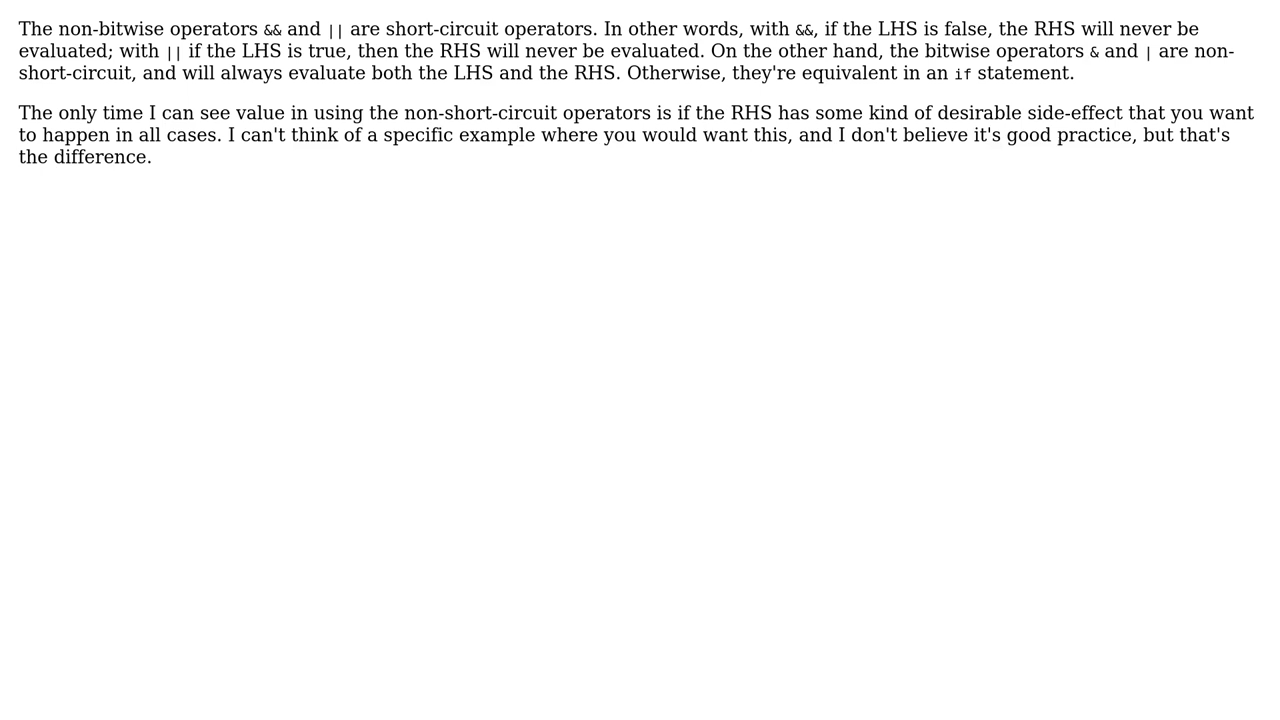 The non-bitwise operators && and || are short-circuit operators. In other words, with &&, if the LHS is false, the RHS will never be
evaluated; with || if the LHS is true, then the RHS will never be evaluated. On the other hand, the bitwise operators & and | are non-
short-circuit, and will always evaluate both the LHS and the RHS. Otherwise, they're equivalent in an if statement.
The only time I can see value in using the non-short-circuit operators is if the RHS has some kind of desirable side-effect that you want
to happen in all cases. I can't think of a specific example where you would want this, and I don't believe it's good practice, but that's
the difference.